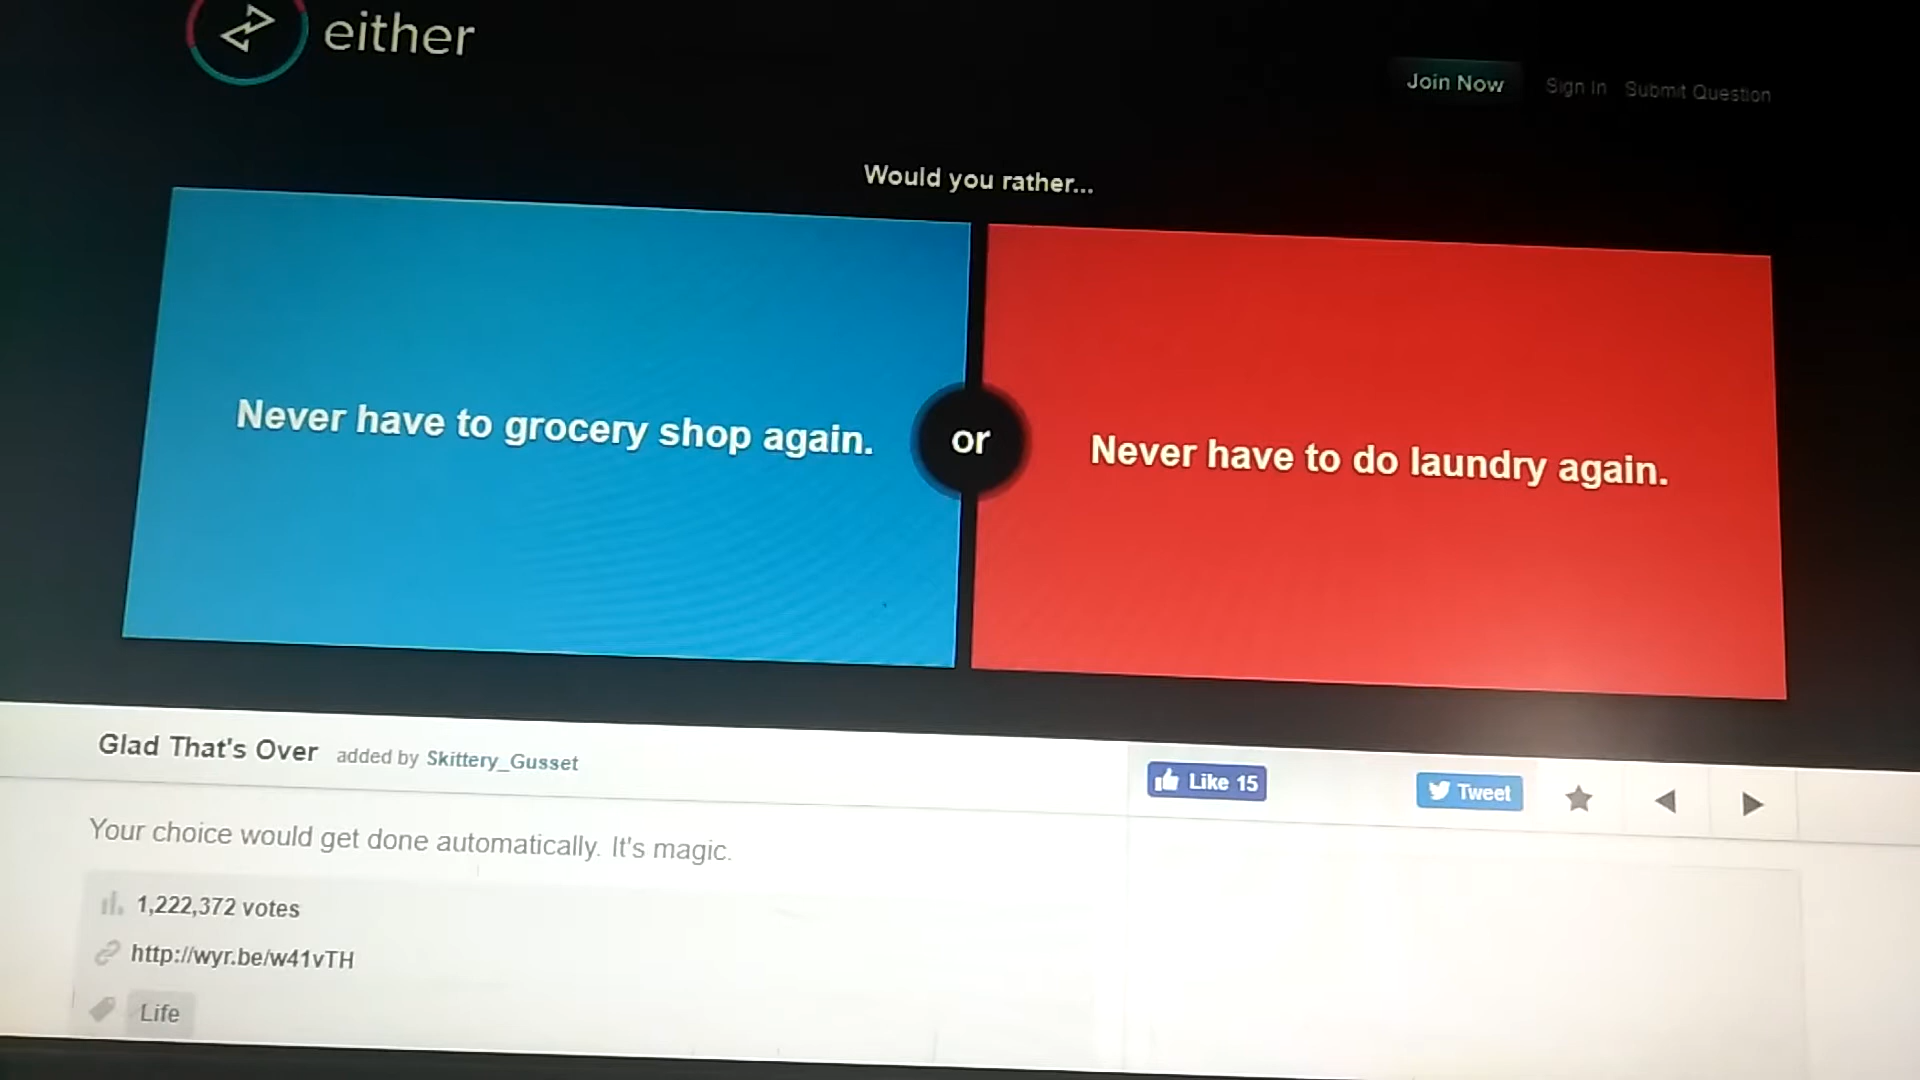 either
Join Now
Sign In
Submit Question
Would you rather...
Never have to grocery shop again.
or
Never have to do laundry again.
Glad That's Over added by Skittery_Gusset
Like 15
Tweet
Your choice would get done automatically. It's magic.
1,222,372 votes
http://wyr.be/w41vTH
Life